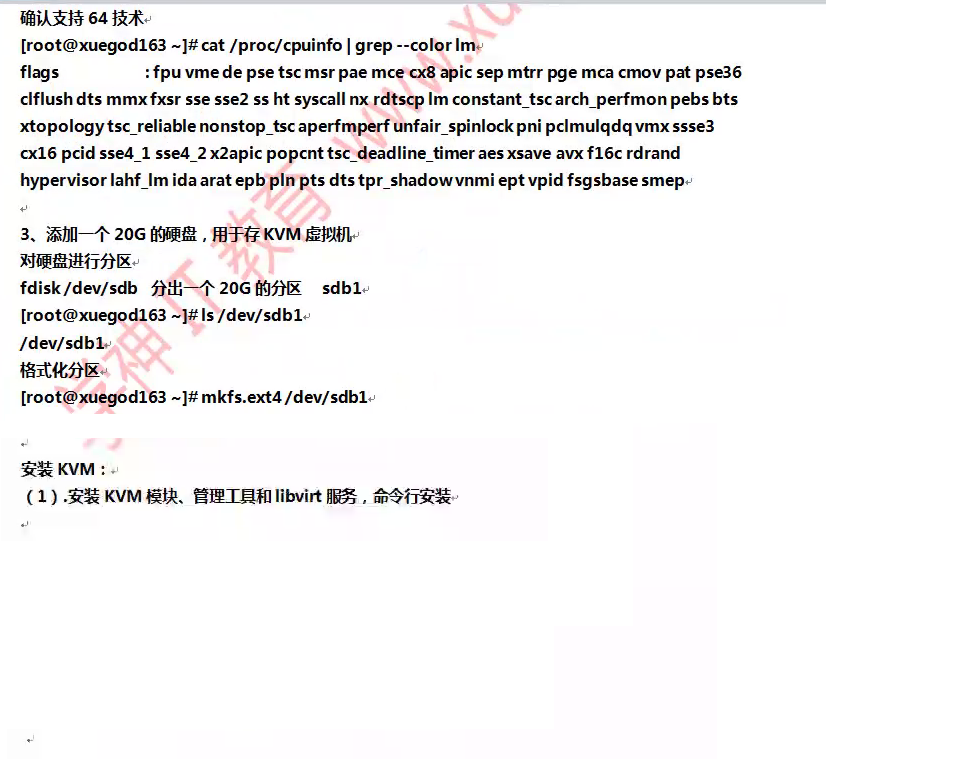 确认支持 64 技术
[root@xuegod163 ~]# cat /proc/cpuinfo | grep --color lm
flags : fpu vme de pse tsc msr pae mce cx8 apic sep mtrr pge mca cmov pat pse36
clflush dts mmx fxsr sse sse2 ss ht syscall nx rdtscp lm constant_tsc arch_perfmon pebs bts
xtopology tsc_reliable nonstop_tsc aperfmperf unfair_spinlock pni pclmulqdq vmx ssse3
cx16 pcid sse4_1 sse4_2 x2apic popcnt tsc_deadline_timer aes xsave avx f16c rdrand
hypervisor lahf_lm ida arat epb pln pts dts tpr_shadow vnmi ept vpid fsgsbase smep
3、添加一个 20G 的硬盘，用于存 KVM 虚拟机
对硬盘进行分区
fdisk /dev/sdb 分出一个 20G 的分区 sdb1
[root@xuegod163 ~]# ls /dev/sdb1
/dev/sdb1
格式化分区
[root@xuegod163 ~]# mkfs.ext4 /dev/sdb1
安装 KVM：
（1）.安装 KVM 模块、管理工具和 libvirt 服务，命令行安装
学神 IT 教育 www.xu